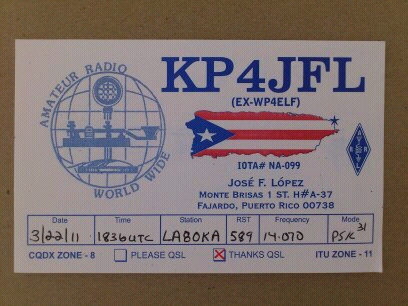 KP4JFL
(EX-WP4ELF)
AMATEUR RADIO
WORLD WIDE
IOTA# NA-099
JOSÉ F. LÓPEZ
MONTE BRISAS 1 ST. H#A-37
FAJARDO, PUERTO RICO 00738
Date Time Station RST Frequency Mode
3/22/11 1836UTC LABOKA 589 14.070 PSK31
CQDX ZONE - 8 PLEASE QSL THANKS QSL ITU ZONE - 11